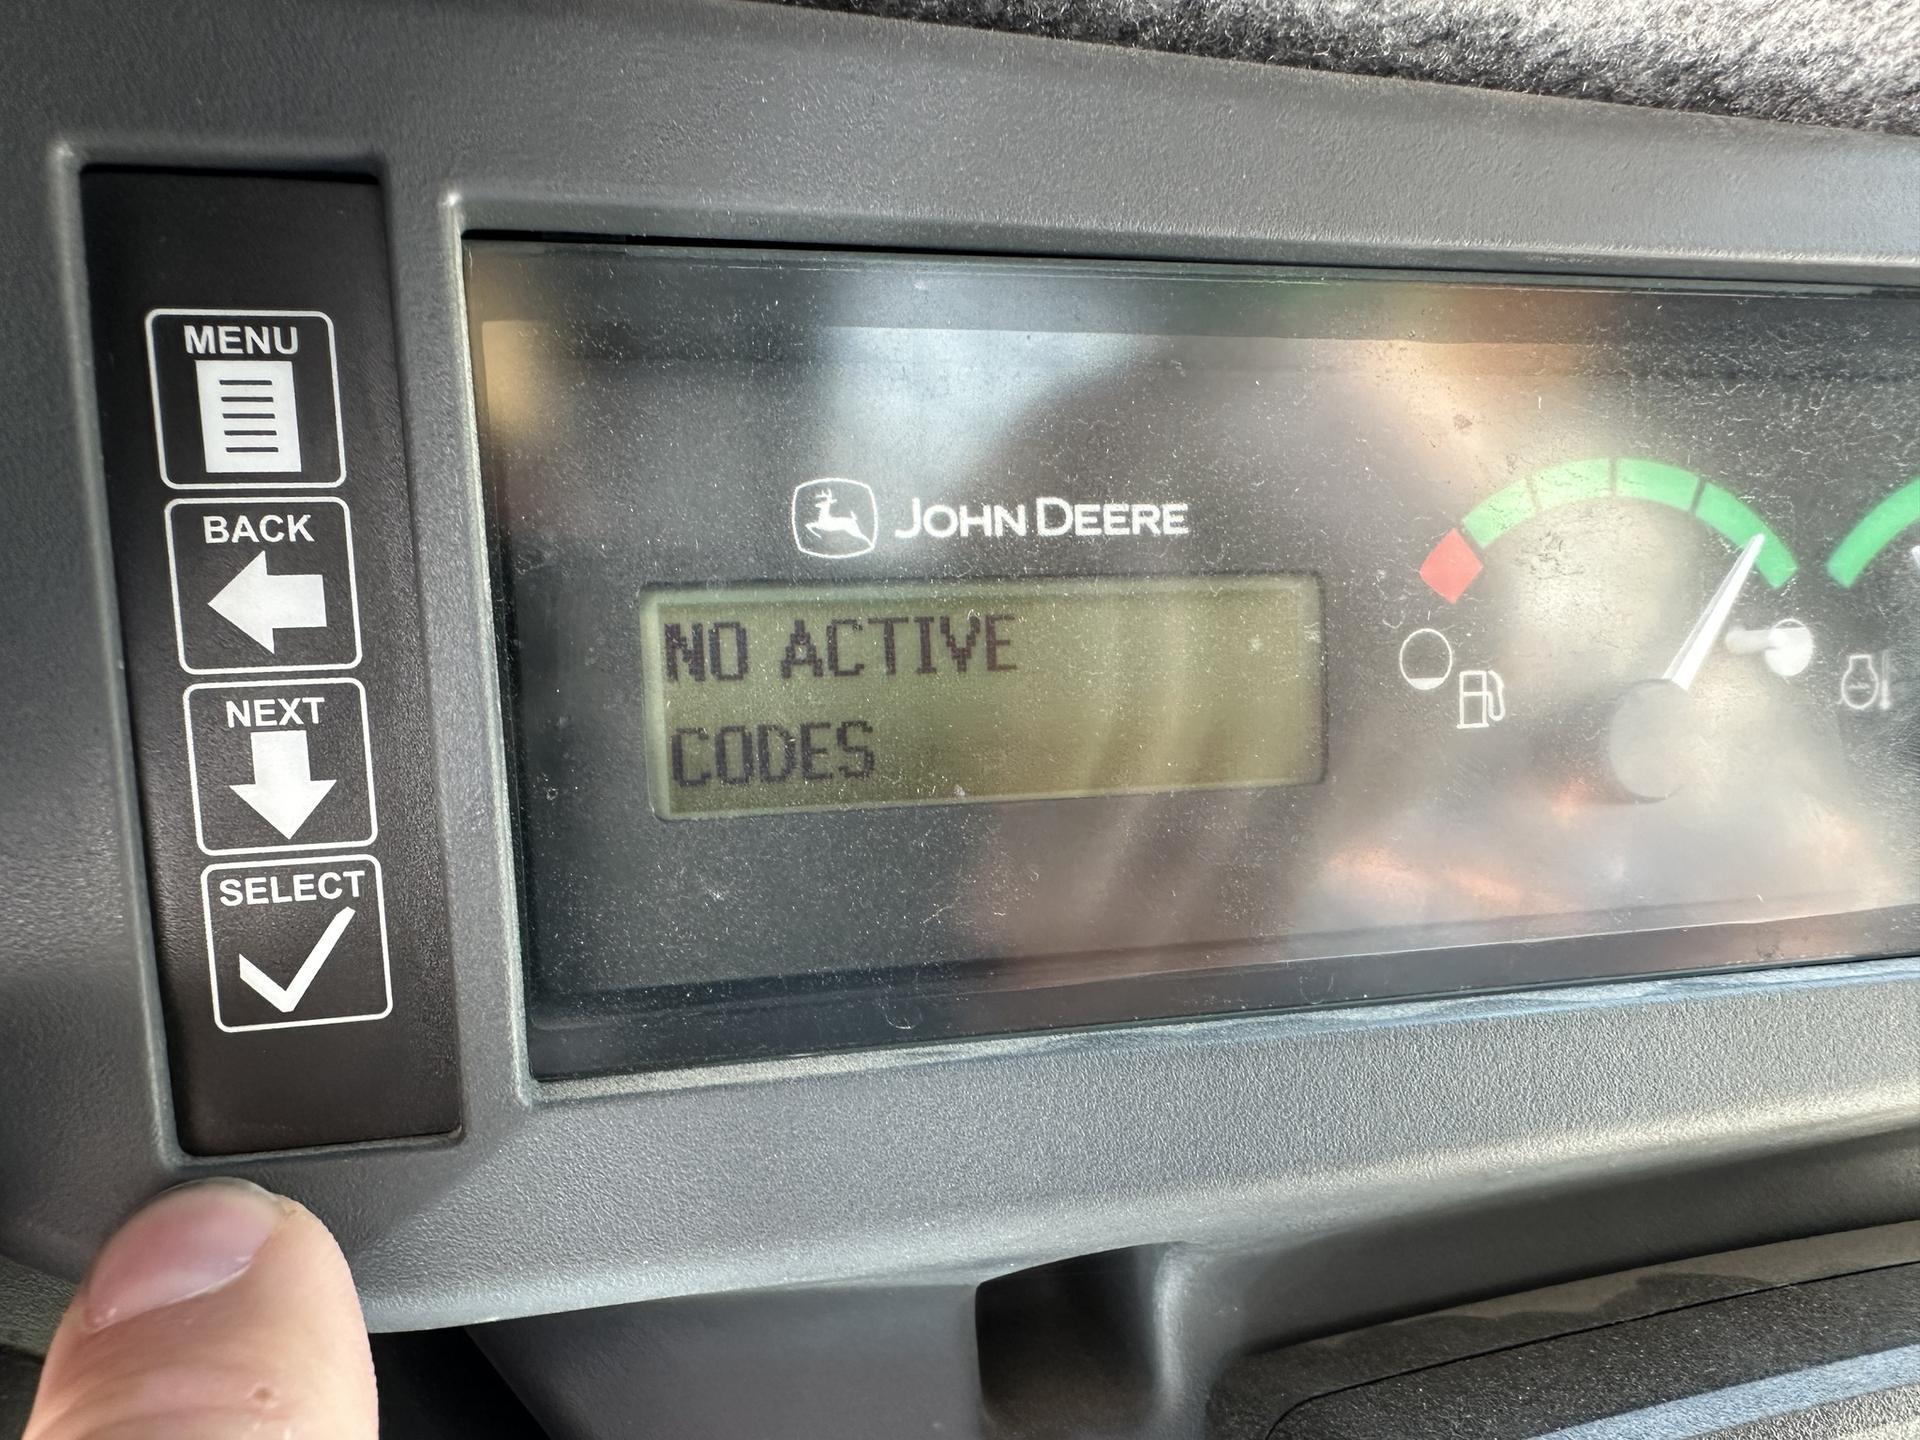 MENU
BACK
NEXT
SELECT
JOHN DEERE
NO ACTIVE
CODES